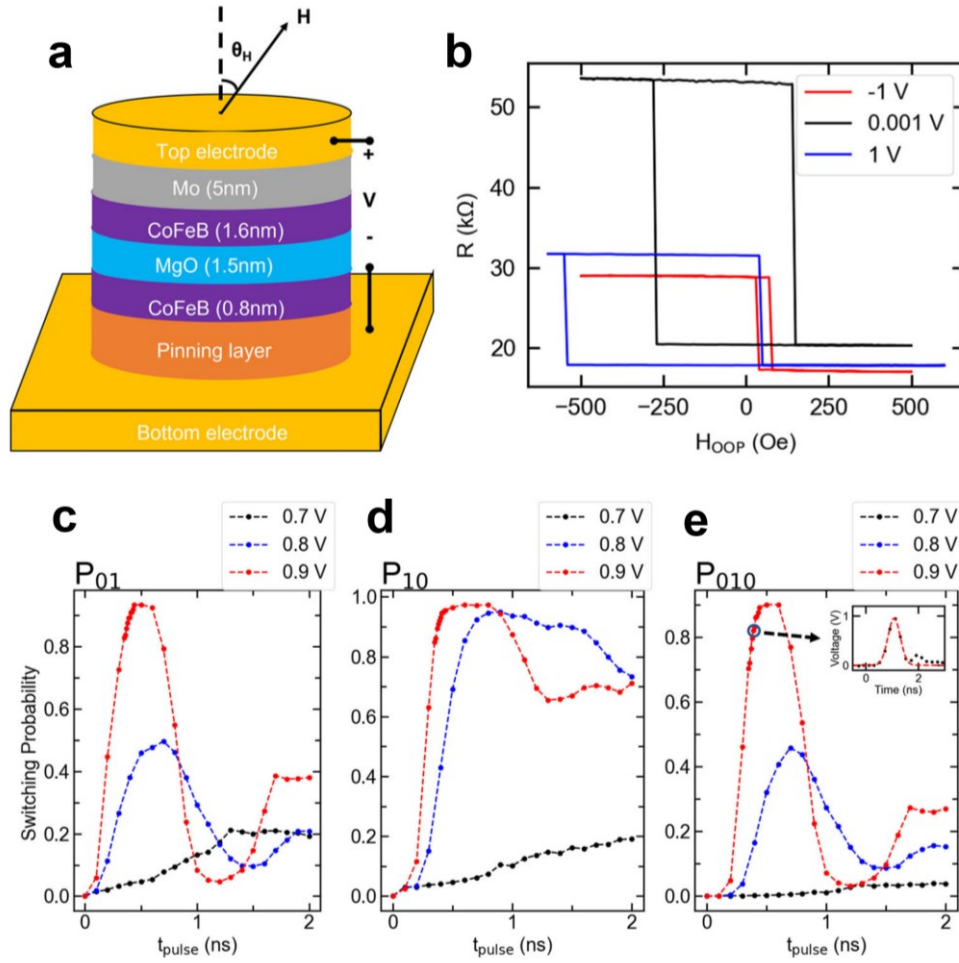 a
H
θH
Top electrode
+
Mo (5nm)
V
CoFeB (1.6nm)
-
MgO (1.5nm)
CoFeB (0.8nm)
Pinning layer
Bottom electrode
b
-1 V
0.001 V
1 V
R (kΩ)
50
40
30
20
−500 −250 0 250 500
HOOP (Oe)
c
0.7 V
0.8 V
0.9 V
P01
Switching Probability
0.8
0.6
0.4
0.2
0.0
0 1 2
tpulse (ns)
d
0.7 V
0.8 V
0.9 V
P10
1.0
0.8
0.6
0.4
0.2
0.0
0 1 2
tpulse (ns)
e
0.7 V
0.8 V
0.9 V
P010
0.8
0.6
0.4
0.2
0.0
0 1 2
tpulse (ns)
Voltage (V)
1
0
0 2
Time (ns)